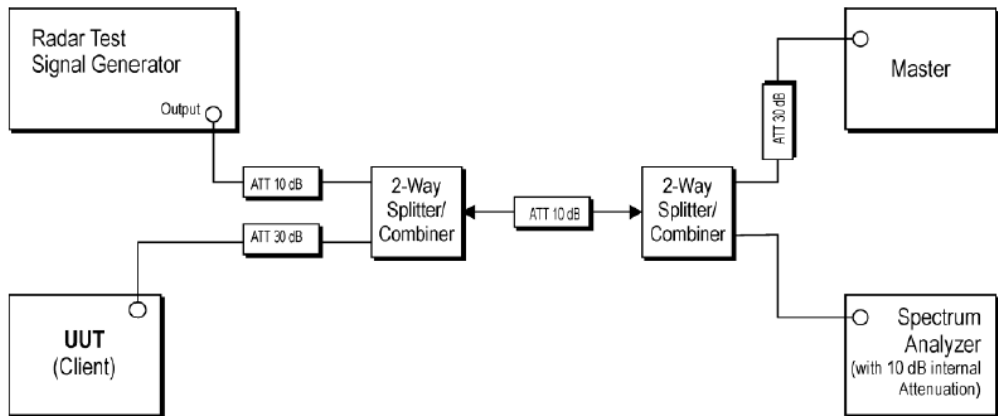 Radar Test
Signal Generator
Output
Master
ATT 30 dB
ATT 10 dB
2-Way
Splitter/
Combiner
ATT 10 dB
2-Way
Splitter/
Combiner
ATT 30 dB
UUT
(Client)
Spectrum
Analyzer
(with 10 dB internal
Attenuation)